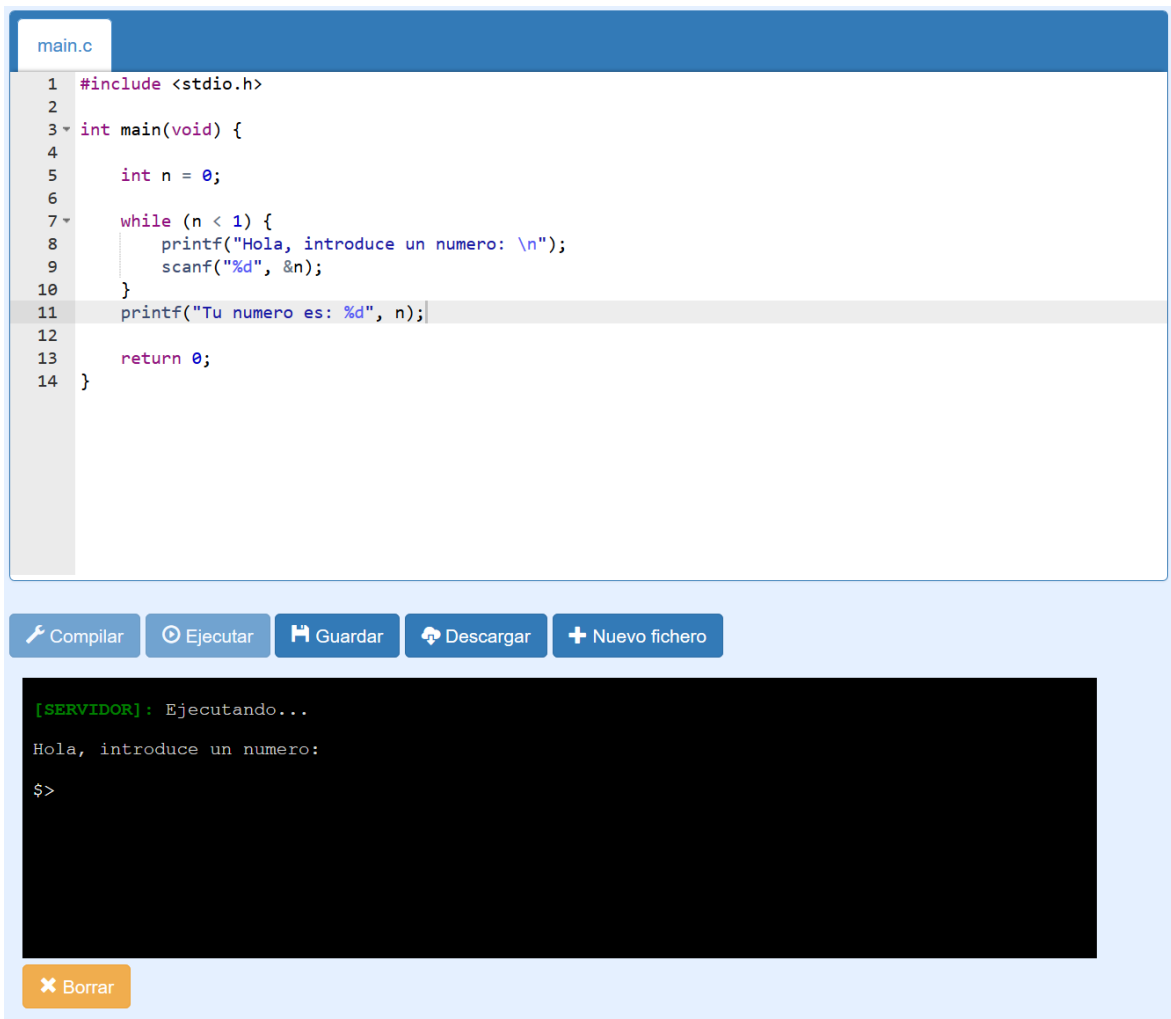 main.c
1 #include <stdio.h>
2
3 int main(void) {
4
5     int n = 0;
6
7     while (n < 1) {
8         printf("Hola, introduce un numero: \n");
9         scanf("%d", &n);
10     }
11     printf("Tu numero es: %d", n);
12
13     return 0;
14 }
Compilar Ejecutar Guardar Descargar Nuevo fichero
[SERVIDOR]: Ejecutando...
Hola, introduce un numero:
$>
Borrar